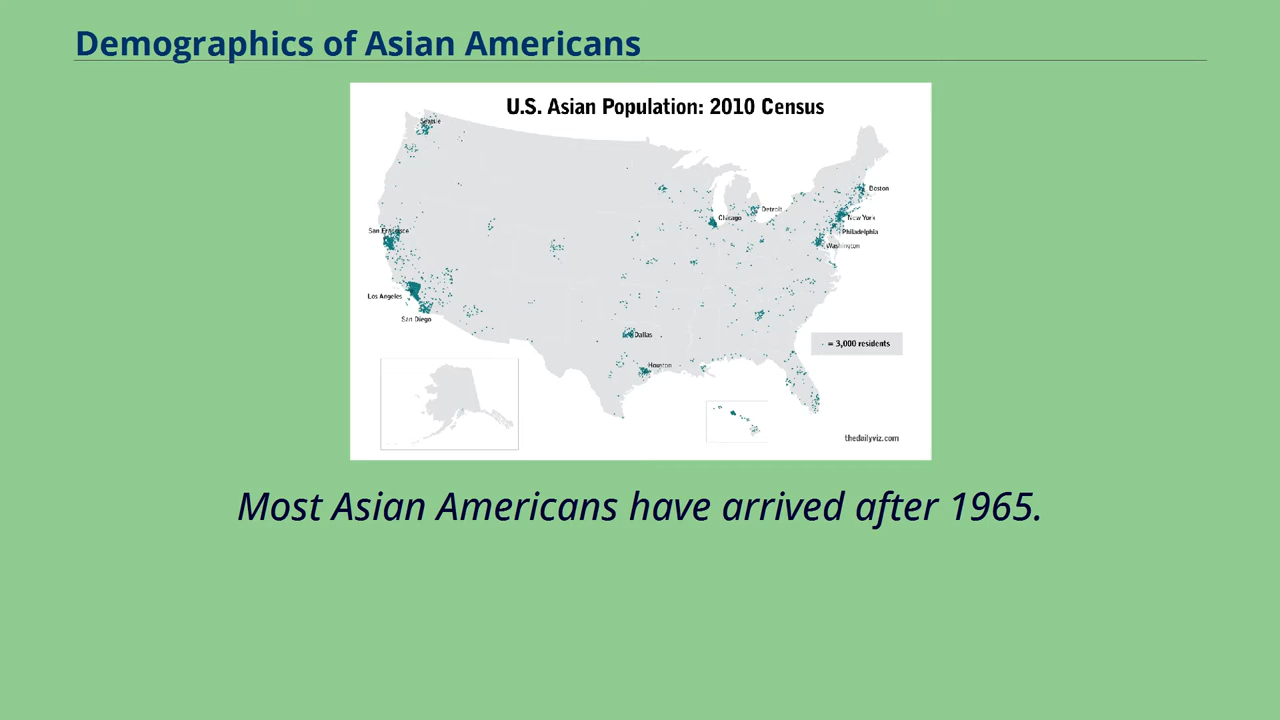 Demographics of Asian Americans
U.S. Asian Population: 2010 Census
Seattle
Boston
Detroit
Chicago
New York
San Francisco
Philadelphia
Washington
Los Angeles
San Diego
Dallas
= 3,000 residents
Houston
thedailyviz.com
Most Asian Americans have arrived after 1965.